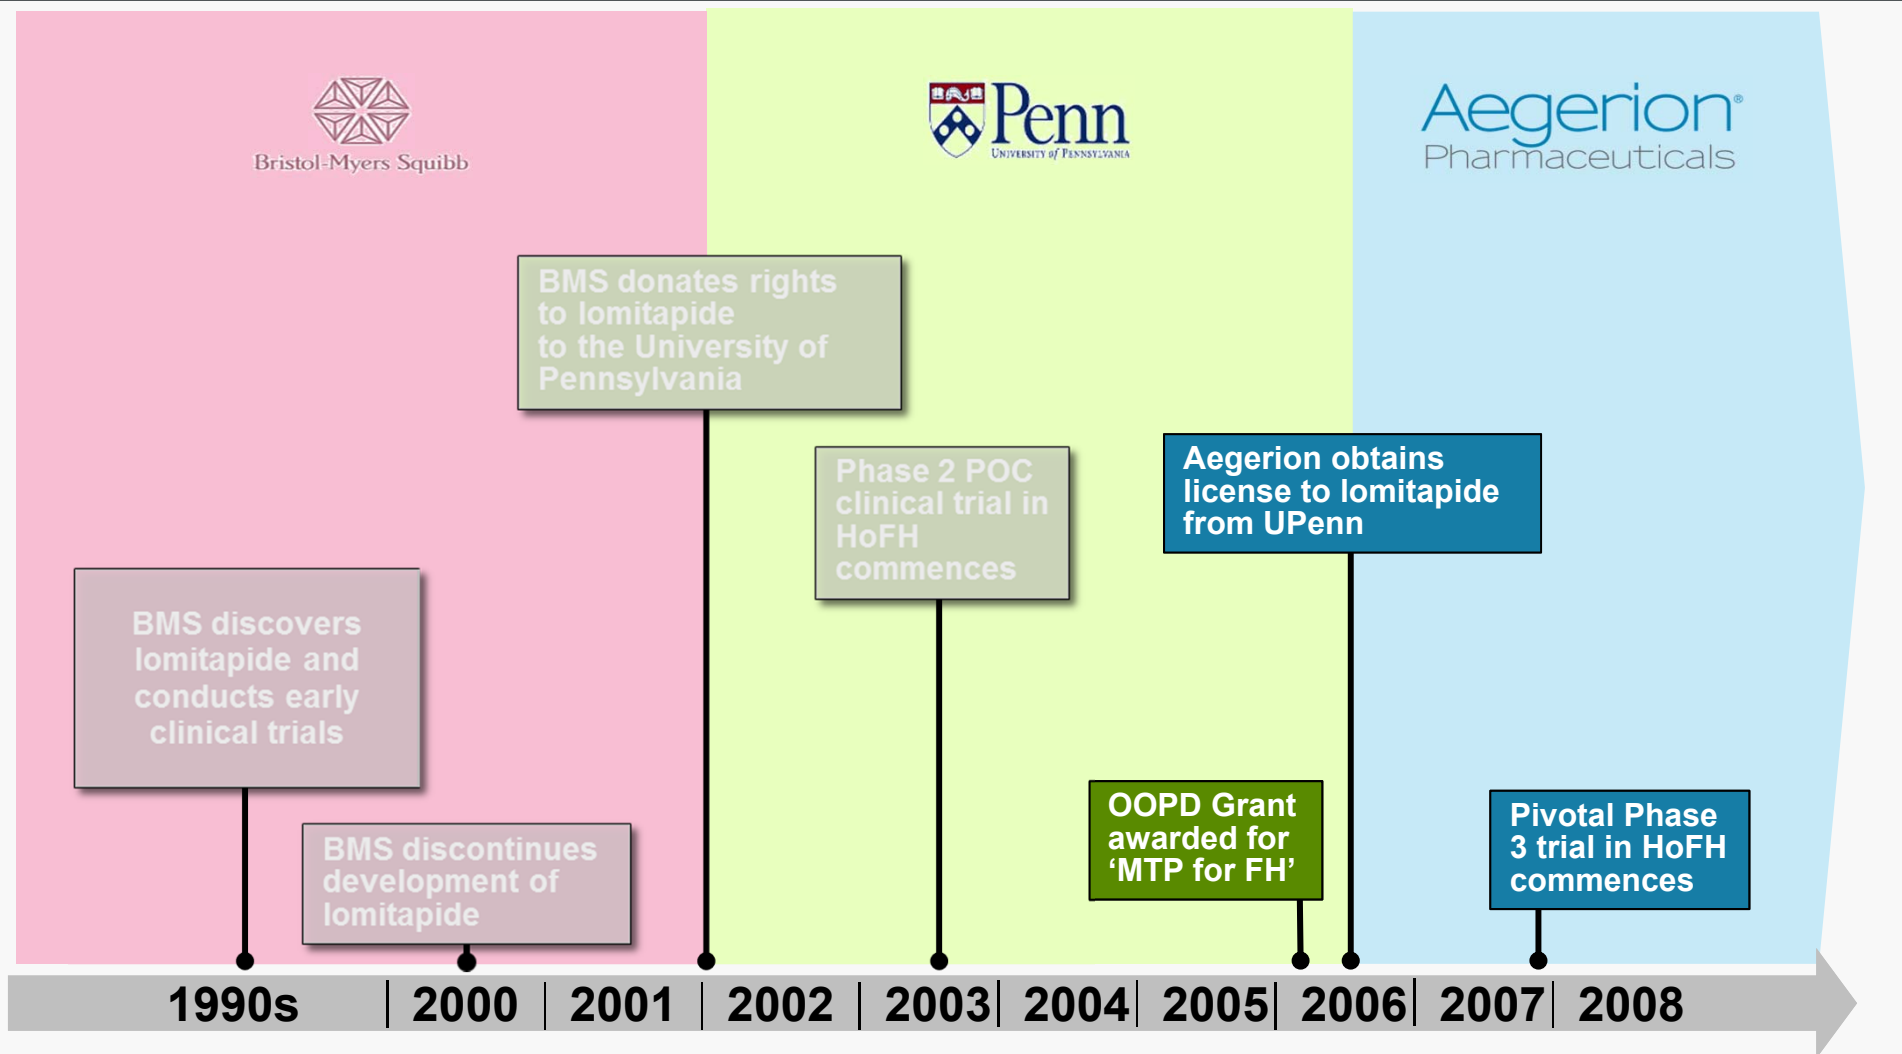 Bristol-Myers Squibb
Penn
UNIVERSITY of PENNSYLVANIA
Aegerion®
Pharmaceuticals
BMS donates rights
to lomitapide
to the University of
Pennsylvania
Phase 2 POC
clinical trial in
HoFH
commences
Aegerion obtains
license to lomitapide
from UPenn
BMS discovers
lomitapide and
conducts early
clinical trials
BMS discontinues
development of
lomitapide
OOPD Grant
awarded for
‘MTP for FH’
Pivotal Phase
3 trial in HoFH
commences
1990s | 2000 | 2001 | 2002 | 2003 | 2004 | 2005 | 2006 | 2007 | 2008